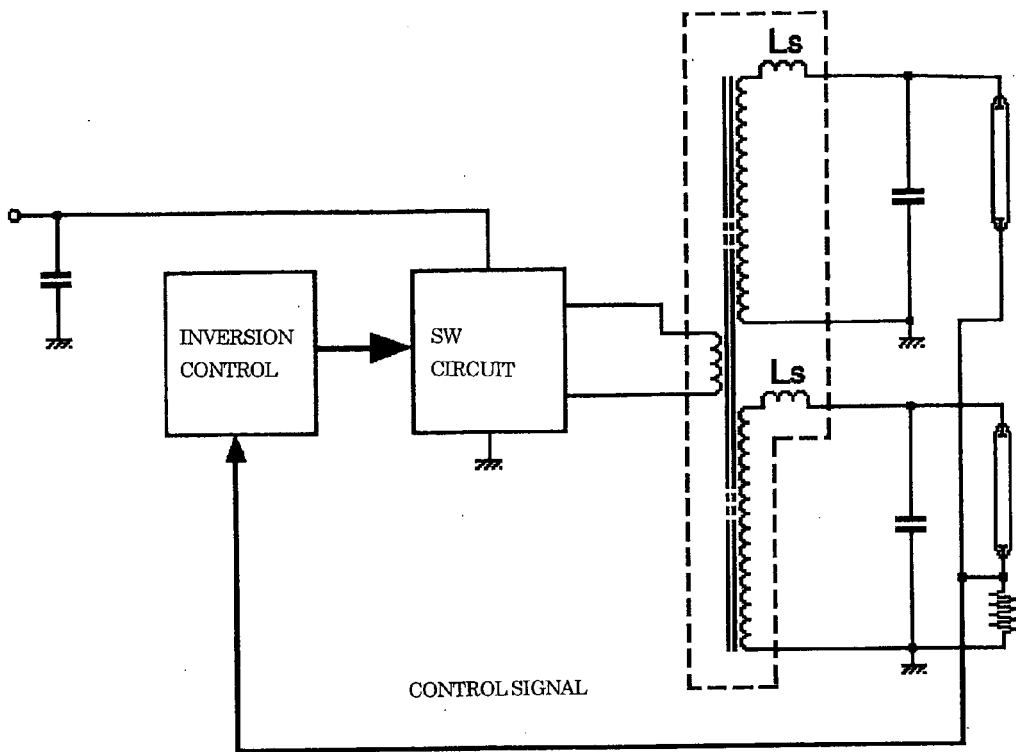 Ls
INVERSION
CONTROL
SW
CIRCUIT
Ls
CONTROL SIGNAL